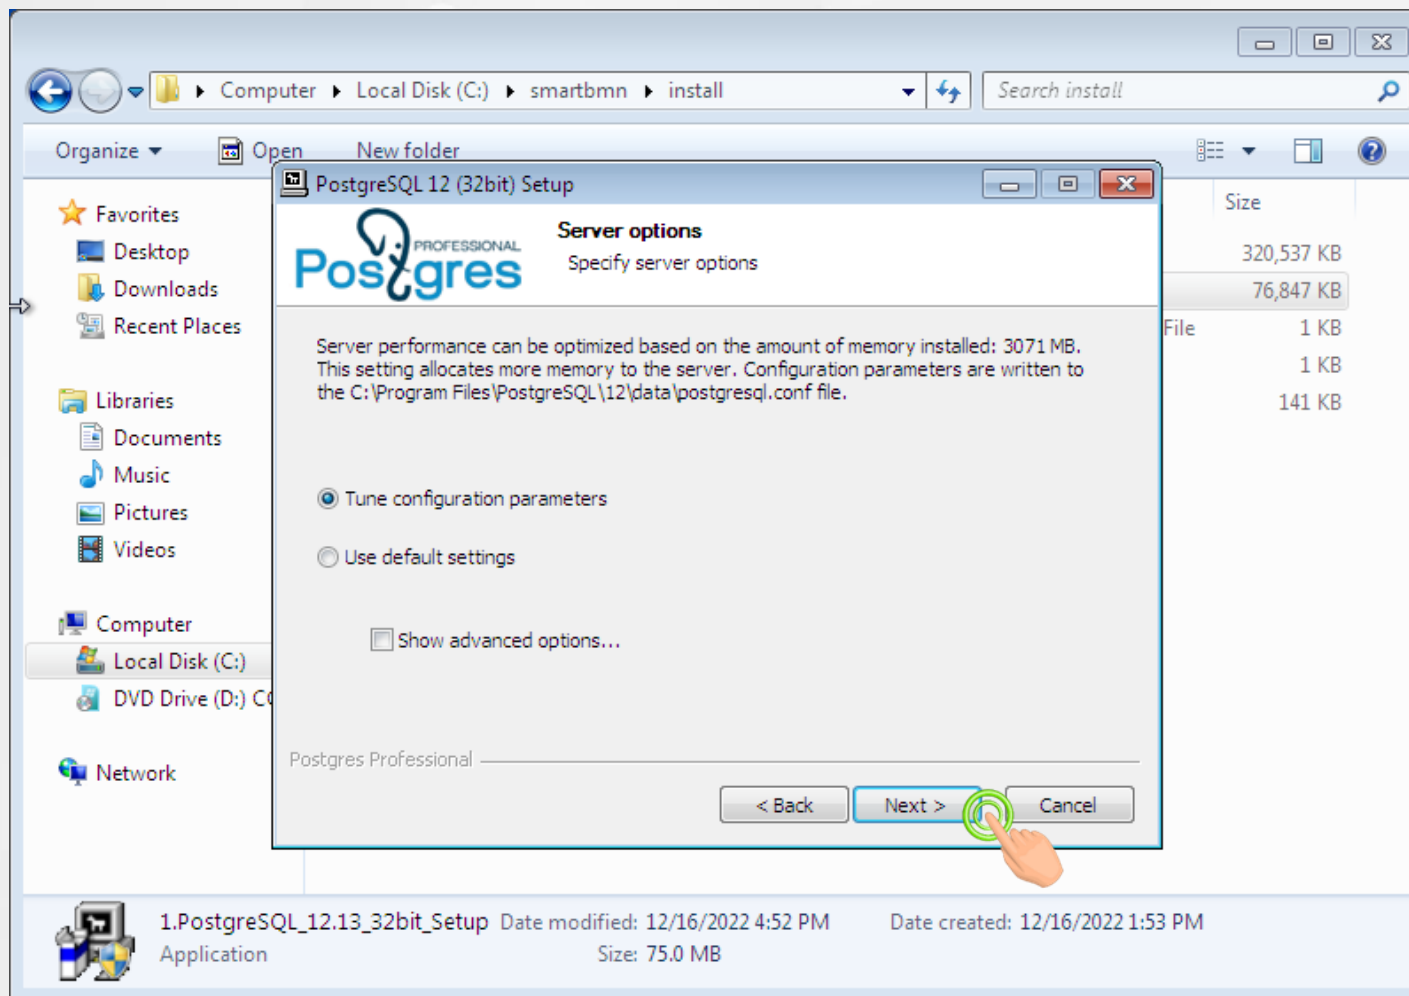 Computer Local Disk (C:) smartbmn install
Search install
Organize Open New folder
Size
Favorites
Desktop
Downloads
Recent Places
Libraries
Documents
Music
Pictures
Videos
Computer
Local Disk (C:)
DVD Drive (D:)
Network
320,537 KB
76,847 KB
File 1 KB
1 KB
141 KB
PostgreSQL 12 (32bit) Setup
PROFESSIONAL
Postgres
Server options
Specify server options
Server performance can be optimized based on the amount of memory installed: 3071 MB.
This setting allocates more memory to the server. Configuration parameters are written to
the C:\Program Files\PostgreSQL\12\data\postgresql.conf file.
Tune configuration parameters
Use default settings
Show advanced options...
Postgres Professional
< Back Next > Cancel
1.PostgreSQL_12.13_32bit_Setup Date modified: 12/16/2022 4:52 PM Date created: 12/16/2022 1:53 PM
Application Size: 75.0 MB